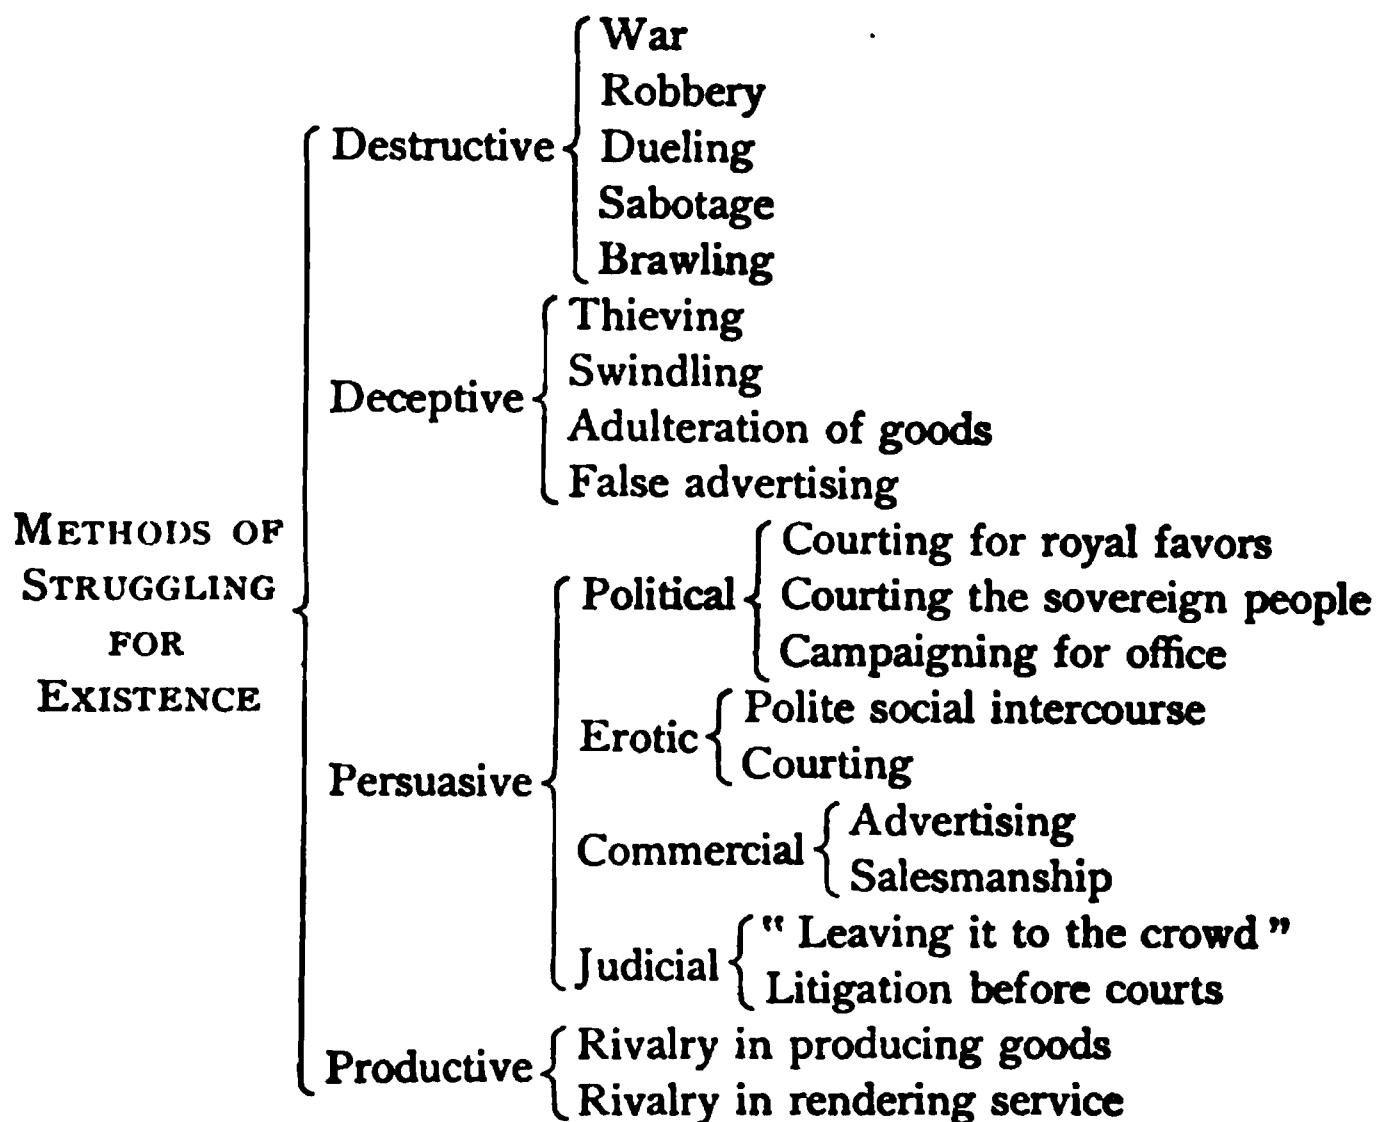 METHODS OF
STRUGGLING
FOR
EXISTENCE
Destructive
War
Robbery
Dueling
Sabotage
Brawling
Deceptive
Thieving
Swindling
Adulteration of goods
False advertising
Persuasive
Political
Courting for royal favors
Courting the sovereign people
Campaigning for office
Erotic
Polite social intercourse
Courting
Commercial
Advertising
Salesmanship
Judicial
" Leaving it to the crowd "
Litigation before courts
Productive
Rivalry in producing goods
Rivalry in rendering service